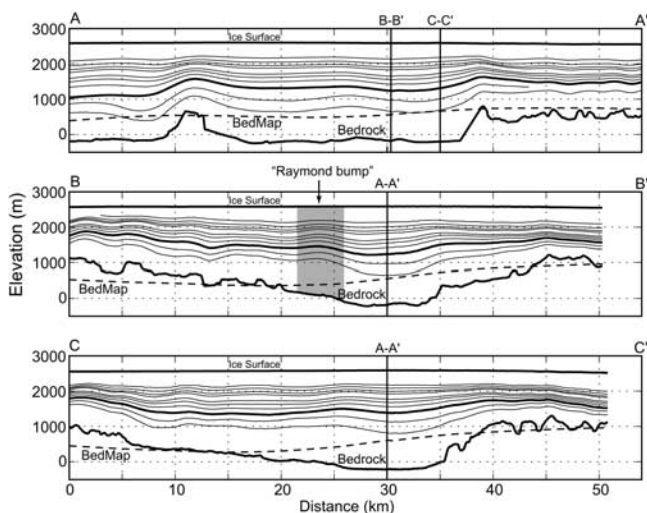 A B-B' C-C' A'
3000
Ice Surface
2000
1000
BedMap
Bedrock
0
"Raymond bump"
B A-A' B'
3000
Ice Surface
2000
1000
BedMap
Bedrock
0
Elevation (m)
C A-A' C'
3000
Ice Surface
2000
1000
BedMap
Bedrock
0
0 10 20 30 40 50
Distance (km)